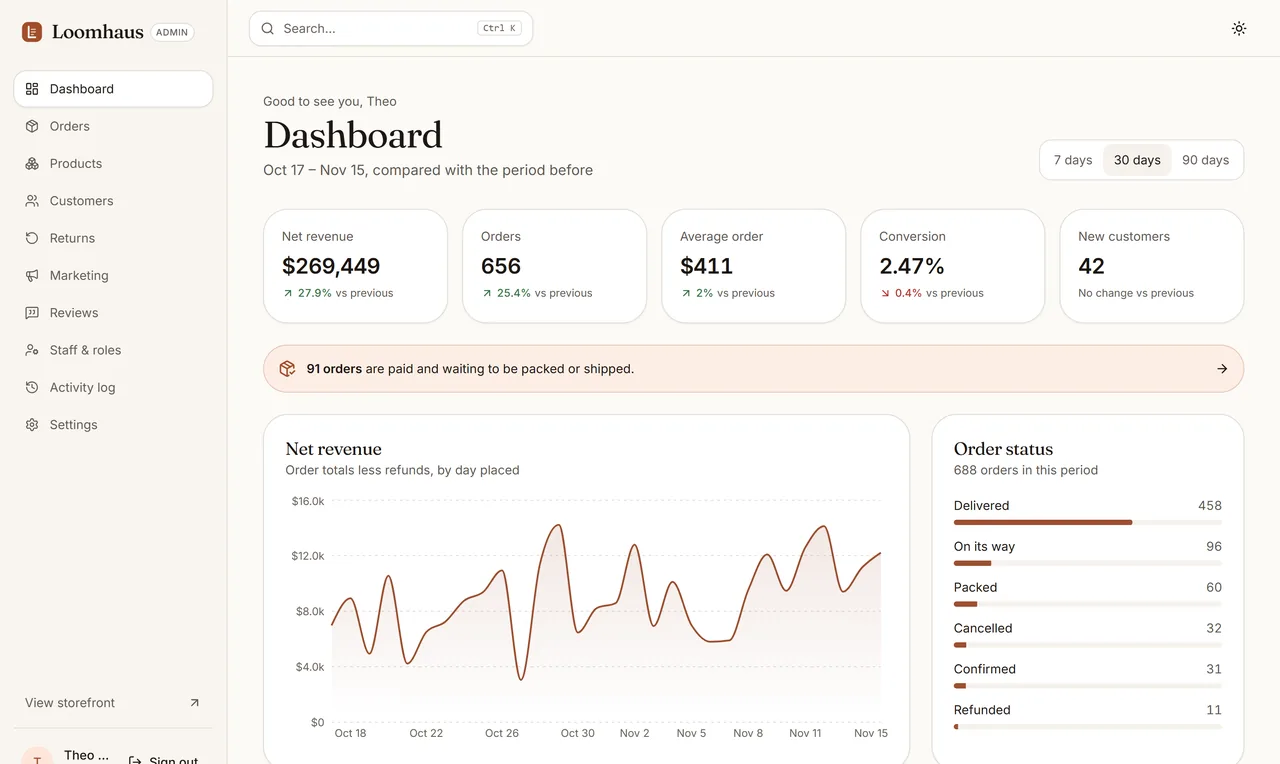 Loomhaus ADMIN
Search... Ctrl K
Dashboard
Orders
Products
Customers
Returns
Marketing
Reviews
Staff & roles
Activity log
Settings
View storefront
T Theo ... Sign out
Good to see you, Theo
Dashboard
Oct 17 – Nov 15, compared with the period before
7 days 30 days 90 days
Net revenue
$269,449
27.9% vs previous
Orders
656
25.4% vs previous
Average order
$411
2% vs previous
Conversion
2.47%
0.4% vs previous
New customers
42
No change vs previous
91 orders are paid and waiting to be packed or shipped.
Net revenue
Order totals less refunds, by day placed
$16.0k
$12.0k
$8.0k
$4.0k
$0
Oct 18 Oct 22 Oct 26 Oct 30 Nov 2 Nov 5 Nov 8 Nov 11 Nov 15
Order status
688 orders in this period
Delivered 458
On its way 96
Packed 60
Cancelled 32
Confirmed 31
Refunded 11